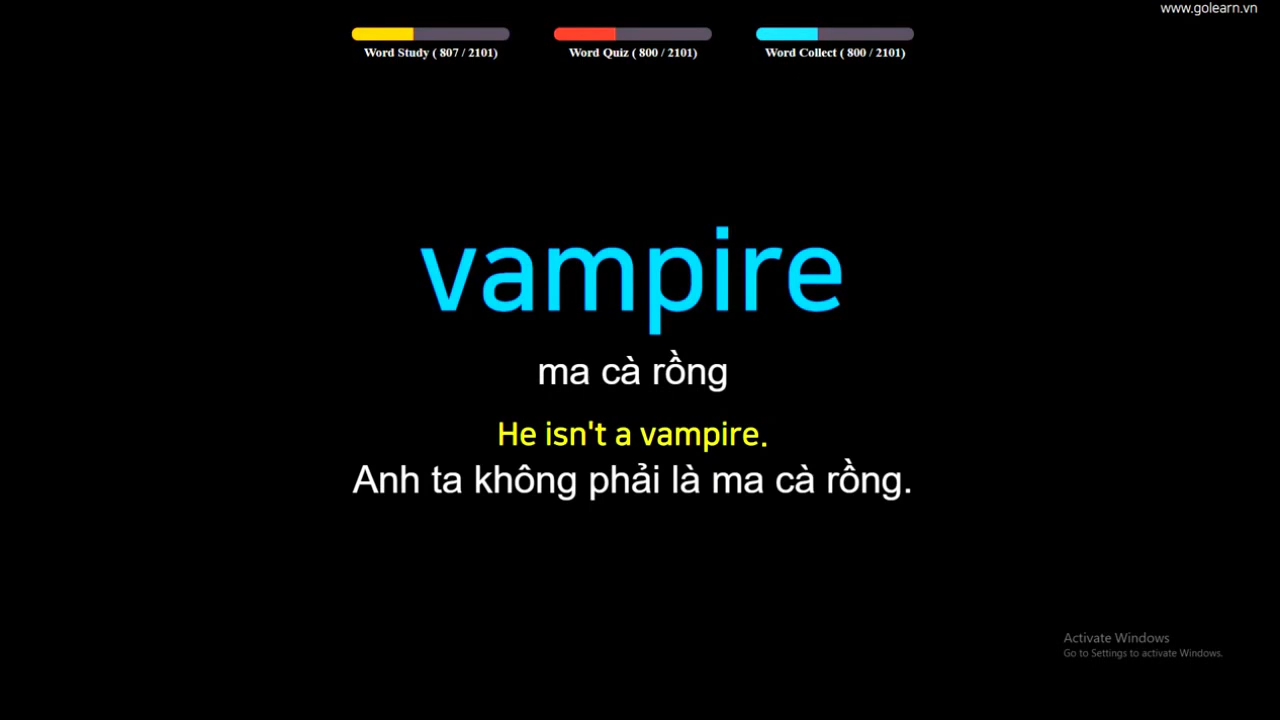 www.golearn.vn
Word Study ( 807 / 2101) Word Quiz ( 800 / 2101) Word Collect ( 800 / 2101)
vampire
ma cà rồng
He isn't a vampire.
Anh ta không phải là ma cà rồng.
Activate Windows
Go to Settings to activate Windows.